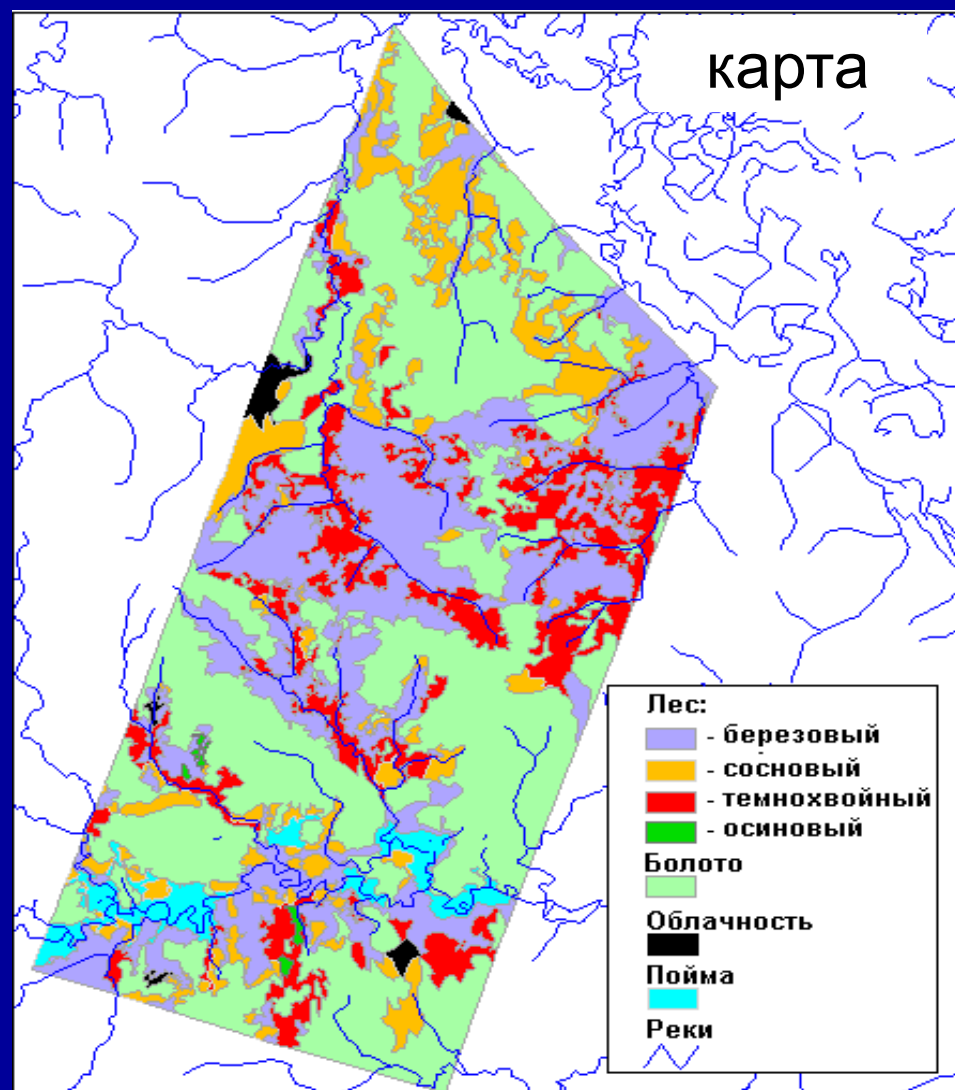 карта
Лес:
- березовый
- сосновый
- темнохвойный
- осиновый
Болото
Облачность
Пойма
Реки